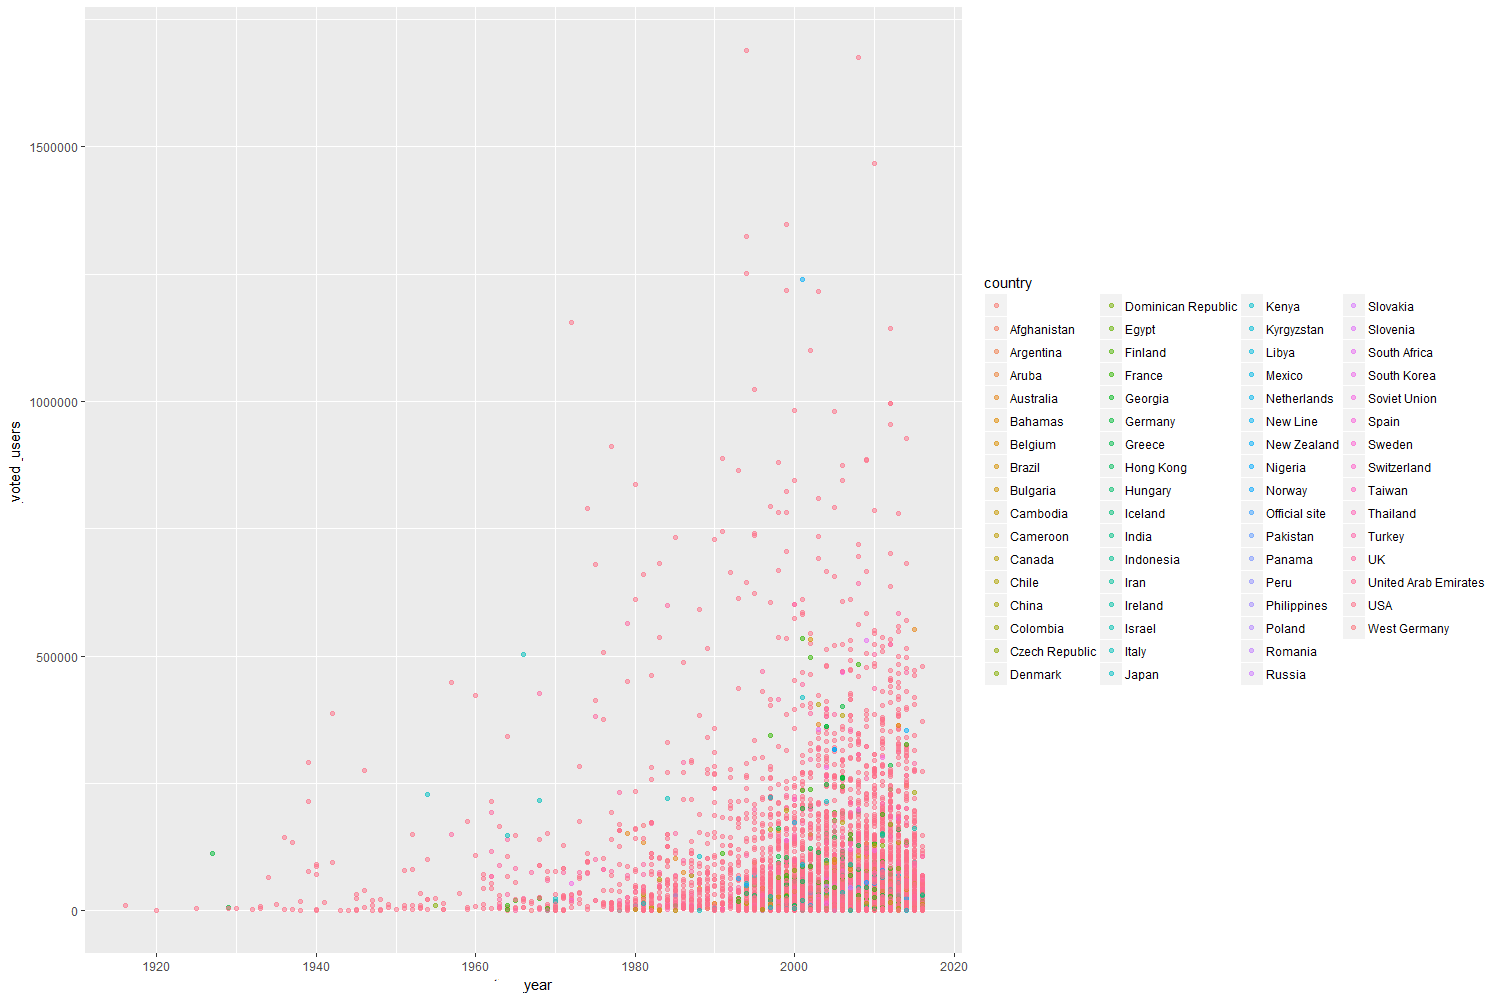 1500000
1000000
500000
0
voted_users
1920 1940 1960 1980 2000 2020
year
country
Afghanistan
Argentina
Aruba
Australia
Bahamas
Belgium
Brazil
Bulgaria
Cambodia
Cameroon
Canada
Chile
China
Colombia
Czech Republic
Denmark
Dominican Republic
Egypt
Finland
France
Georgia
Germany
Greece
Hong Kong
Hungary
Iceland
India
Indonesia
Iran
Ireland
Israel
Italy
Japan
Kenya
Kyrgyzstan
Libya
Mexico
Netherlands
New Line
New Zealand
Nigeria
Norway
Official site
Pakistan
Panama
Peru
Philippines
Poland
Romania
Russia
Slovakia
Slovenia
South Africa
South Korea
Soviet Union
Spain
Sweden
Switzerland
Taiwan
Thailand
Turkey
UK
United Arab Emirates
USA
West Germany